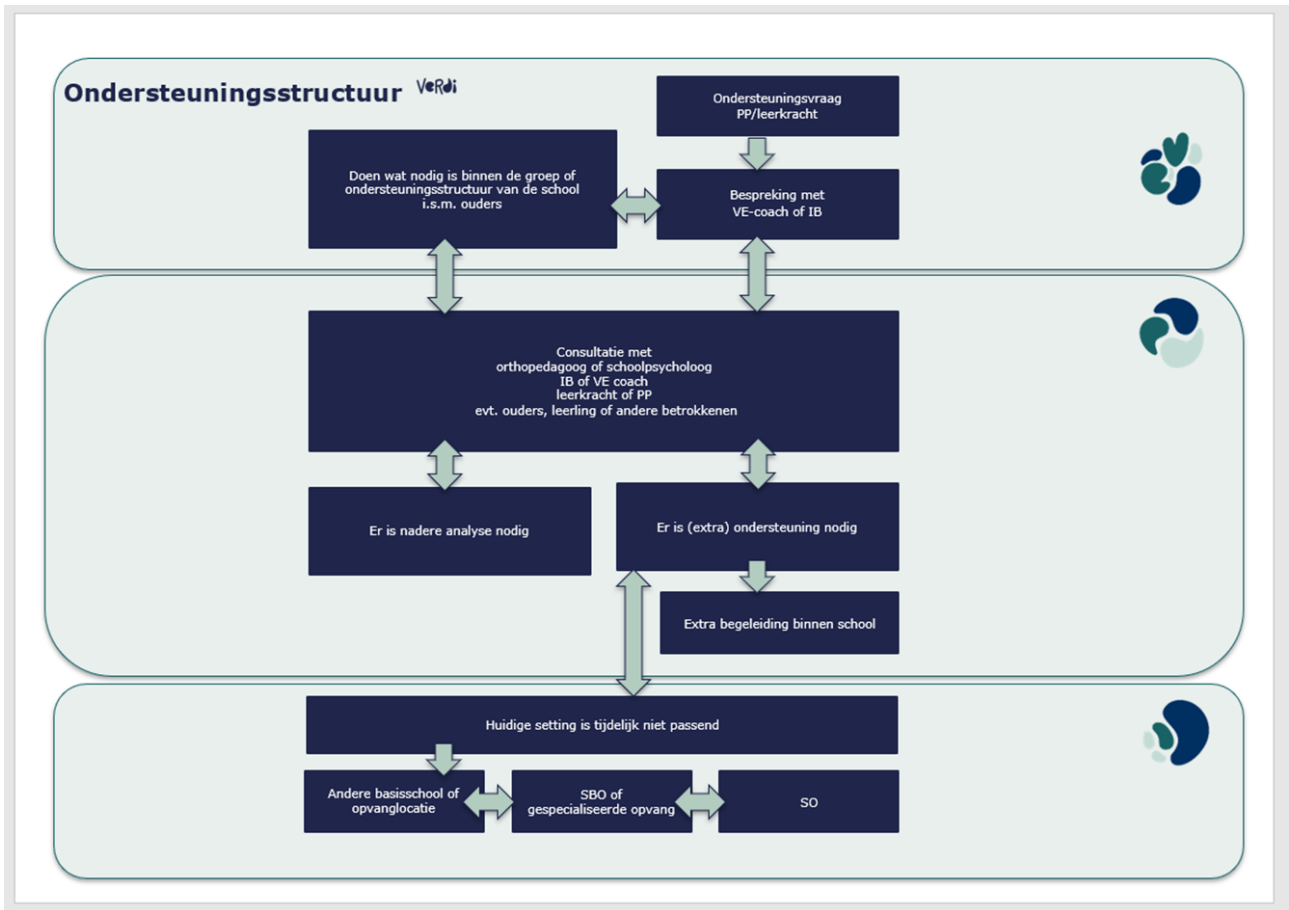 Ondersteuningsstructuur VeRdi
Ondersteuningsvraag
PP/leerkracht
Doen wat nodig is binnen de groep of
ondersteuningsstructuur van de school
i.s.m. ouders
Bespreking met
VE-coach of IB
Consultatie met
orthopedagoog of schoolpsycholoog
IB of VE coach
leerkracht of PP
evt. ouders, leerling of andere betrokkenen
Er is nadere analyse nodig
Er is (extra) ondersteuning nodig
Extra begeleiding binnen school
Huidige setting is tijdelijk niet passend
Andere basisschool of
opvanglocatie
SBO of
gespecialiseerde opvang
SO